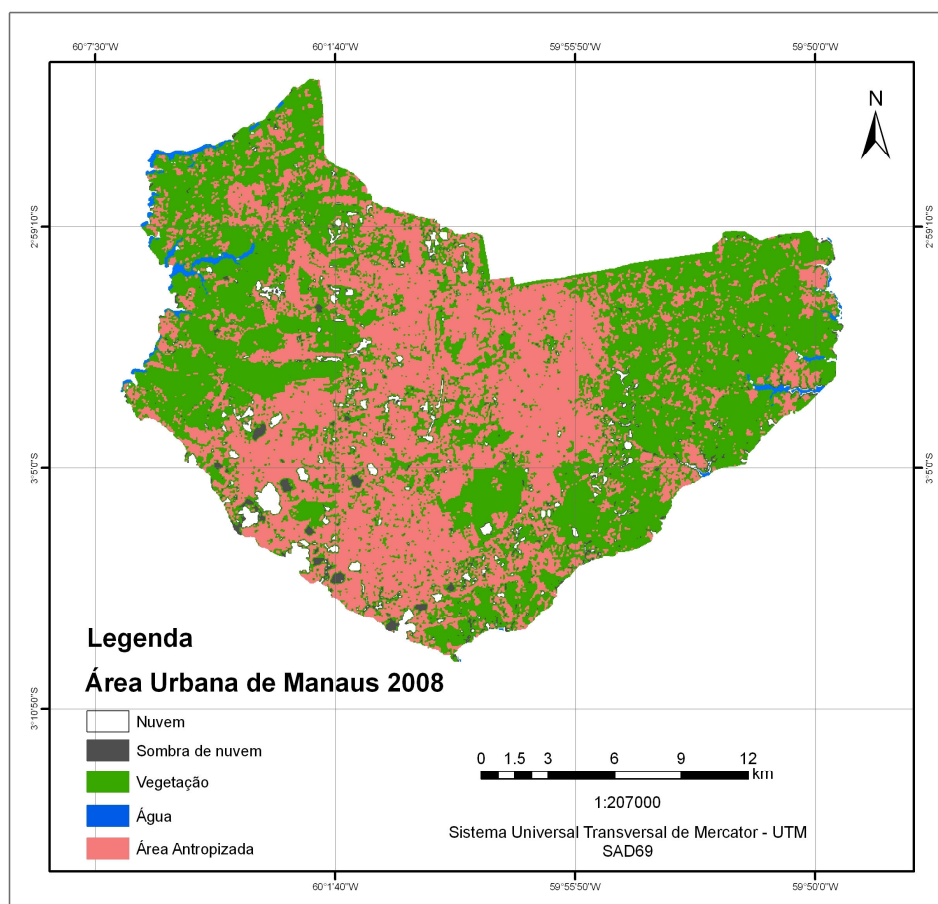 60°7'30"W 60°1'40"W 59°55'50"W 59°50'0"W
N
2°59'10"S 2°59'10"S
3°5'0"S 3°5'0"S
3°10'50"S 3°10'50"S
Legenda
Área Urbana de Manaus 2008
Nuvem
Sombra de nuvem
Vegetação
Água
Área Antropizada
0 1.5 3 6 9 12
km
1:207000
Sistema Universal Transversal de Mercator - UTM
SAD69
60°1'40"W 59°55'50"W 59°50'0"W